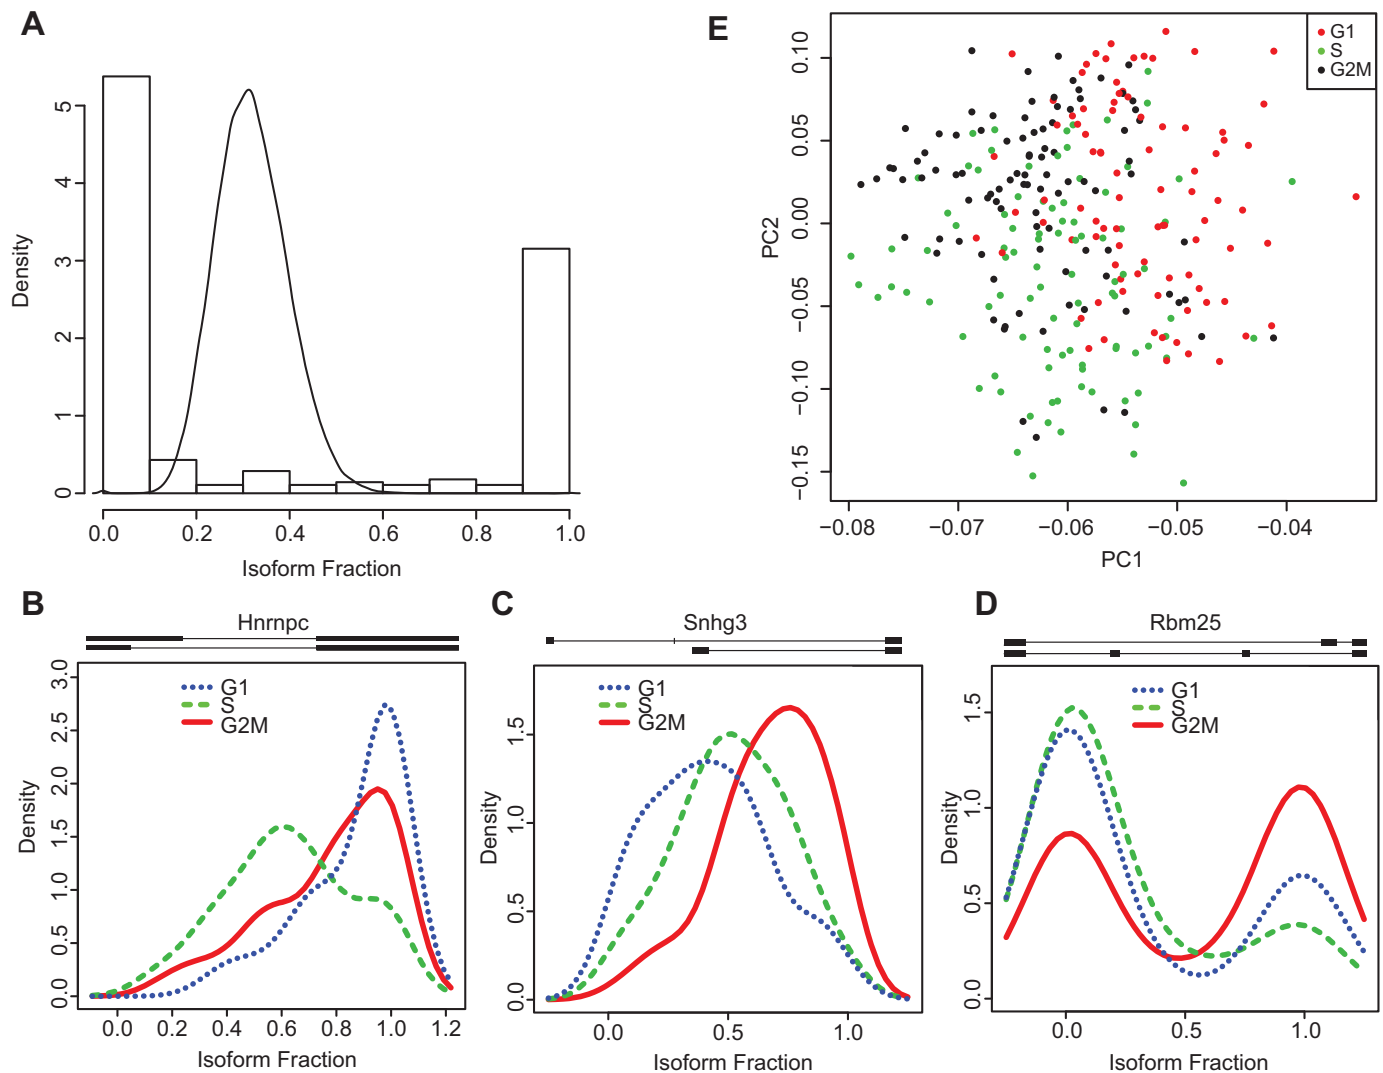 A
Density
0
1
2
3
4
5
0.0
0.2
0.4
0.6
0.8
1.0
Isoform Fraction
E
G1
S
G2M
PC2
0.10
0.05
0.00
−0.05
−0.10
−0.15
−0.08
−0.07
−0.06
−0.05
−0.04
PC1
B
Hnrnpc
G1
S
G2M
Density
0.0
0.5
1.0
1.5
2.0
2.5
3.0
0.0
0.2
0.4
0.6
0.8
1.0
1.2
Isoform Fraction
C
Snhg3
G1
S
G2M
Density
0.0
0.5
1.0
1.5
0.0
0.5
1.0
Isoform Fraction
D
Rbm25
G1
S
G2M
Density
0.0
0.5
1.0
1.5
0.0
0.5
1.0
Isoform Fraction